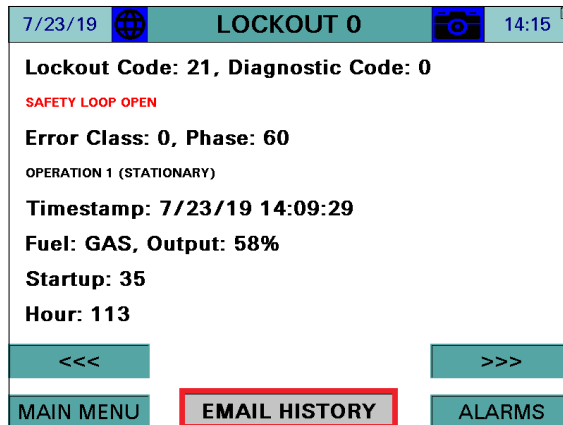 7/23/19 LOCKOUT 0 14:15
Lockout Code: 21, Diagnostic Code: 0
SAFETY LOOP OPEN
Error Class: 0, Phase: 60
OPERATION 1 (STATIONARY)
Timestamp: 7/23/19 14:09:29
Fuel: GAS, Output: 58%
Startup: 35
Hour: 113
<<< >>>
MAIN MENU EMAIL HISTORY ALARMS